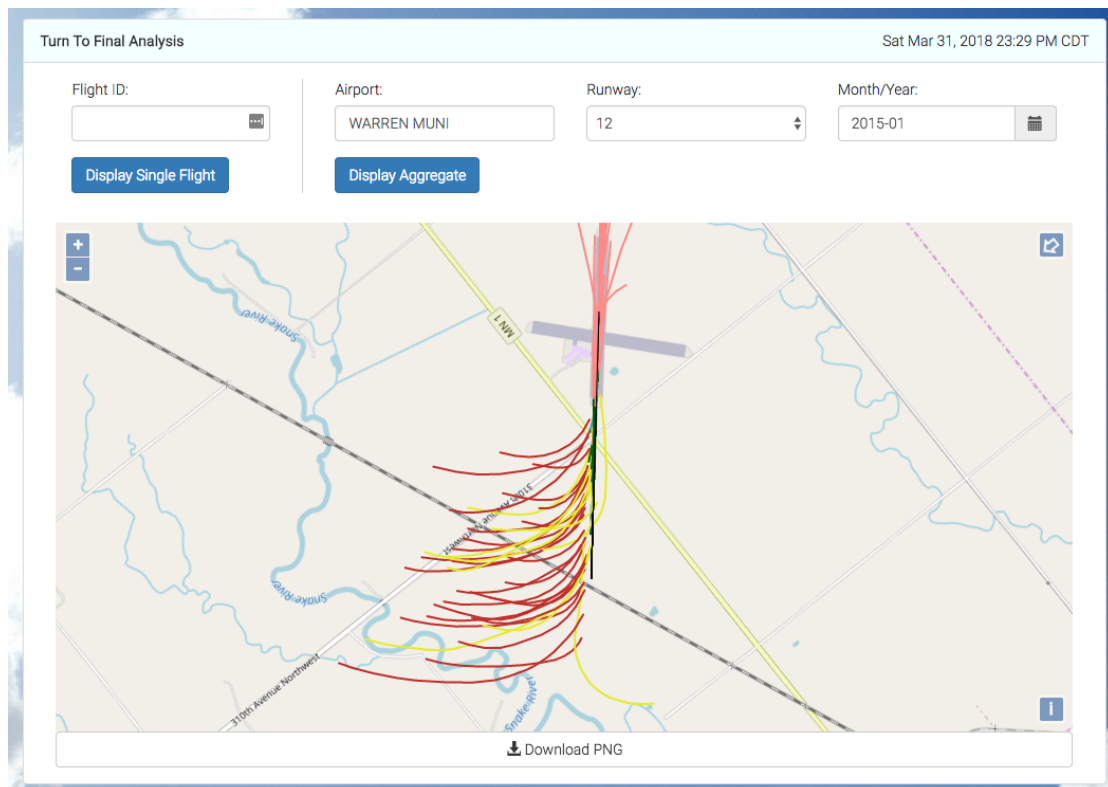 Turn To Final Analysis
Sat Mar 31, 2018 23:29 PM CDT
Flight ID:
Airport:
Runway:
Month/Year:
WARREN MUNI
12
2015-01
Display Single Flight
Display Aggregate
+
−
Snake River
MN 1
310th Avenue Northwest
Snake River
310th Avenue Northwest
Snake River
i
Download PNG